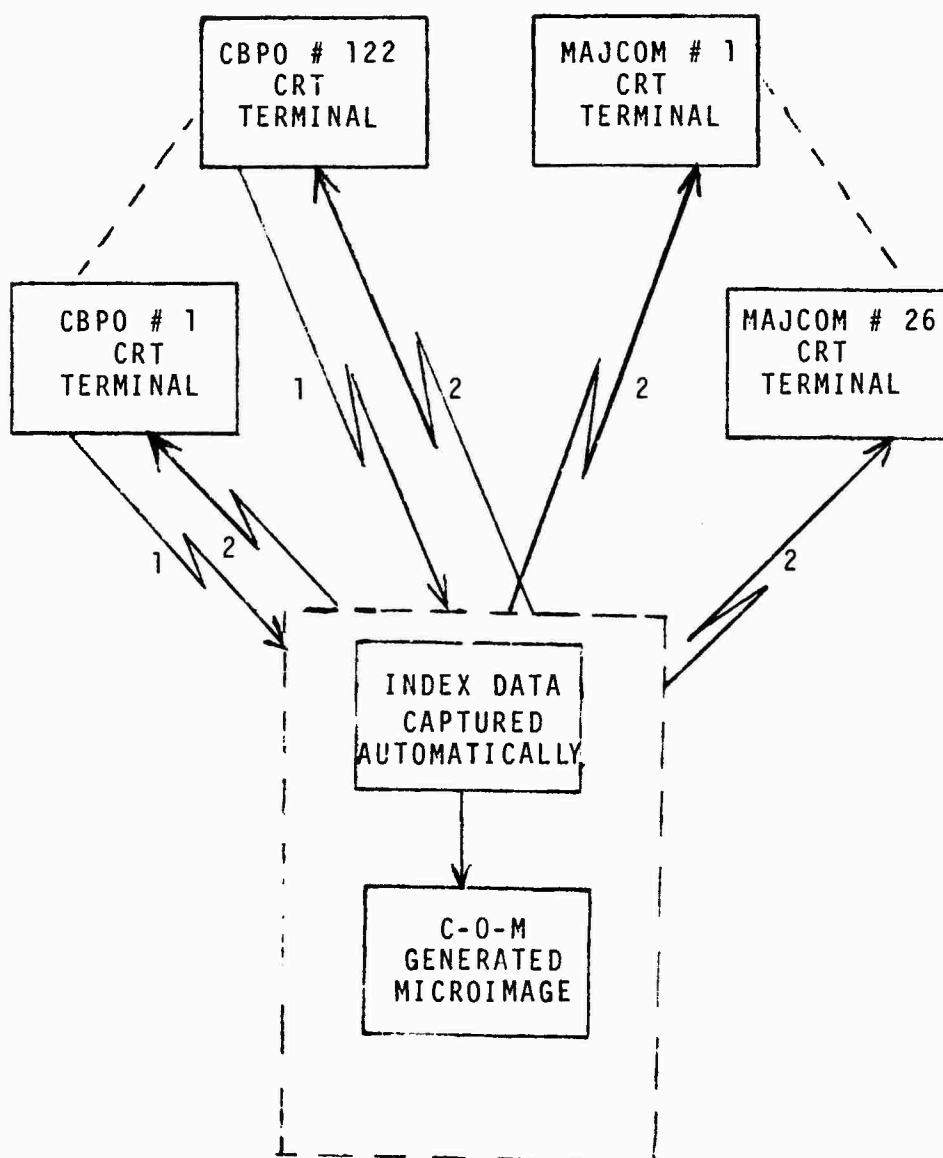 CBPO # 122
CRT
TERMINAL
MAJCOM # 1
CRT
TERMINAL
CBPO # 1
CRT
TERMINAL
MAJCOM # 26
CRT
TERMINAL
1
2
2
1
2
2
INDEX DATA
CAPTURED
AUTOMATICALLY
C-O-M
GENERATED
MICROIMAGE